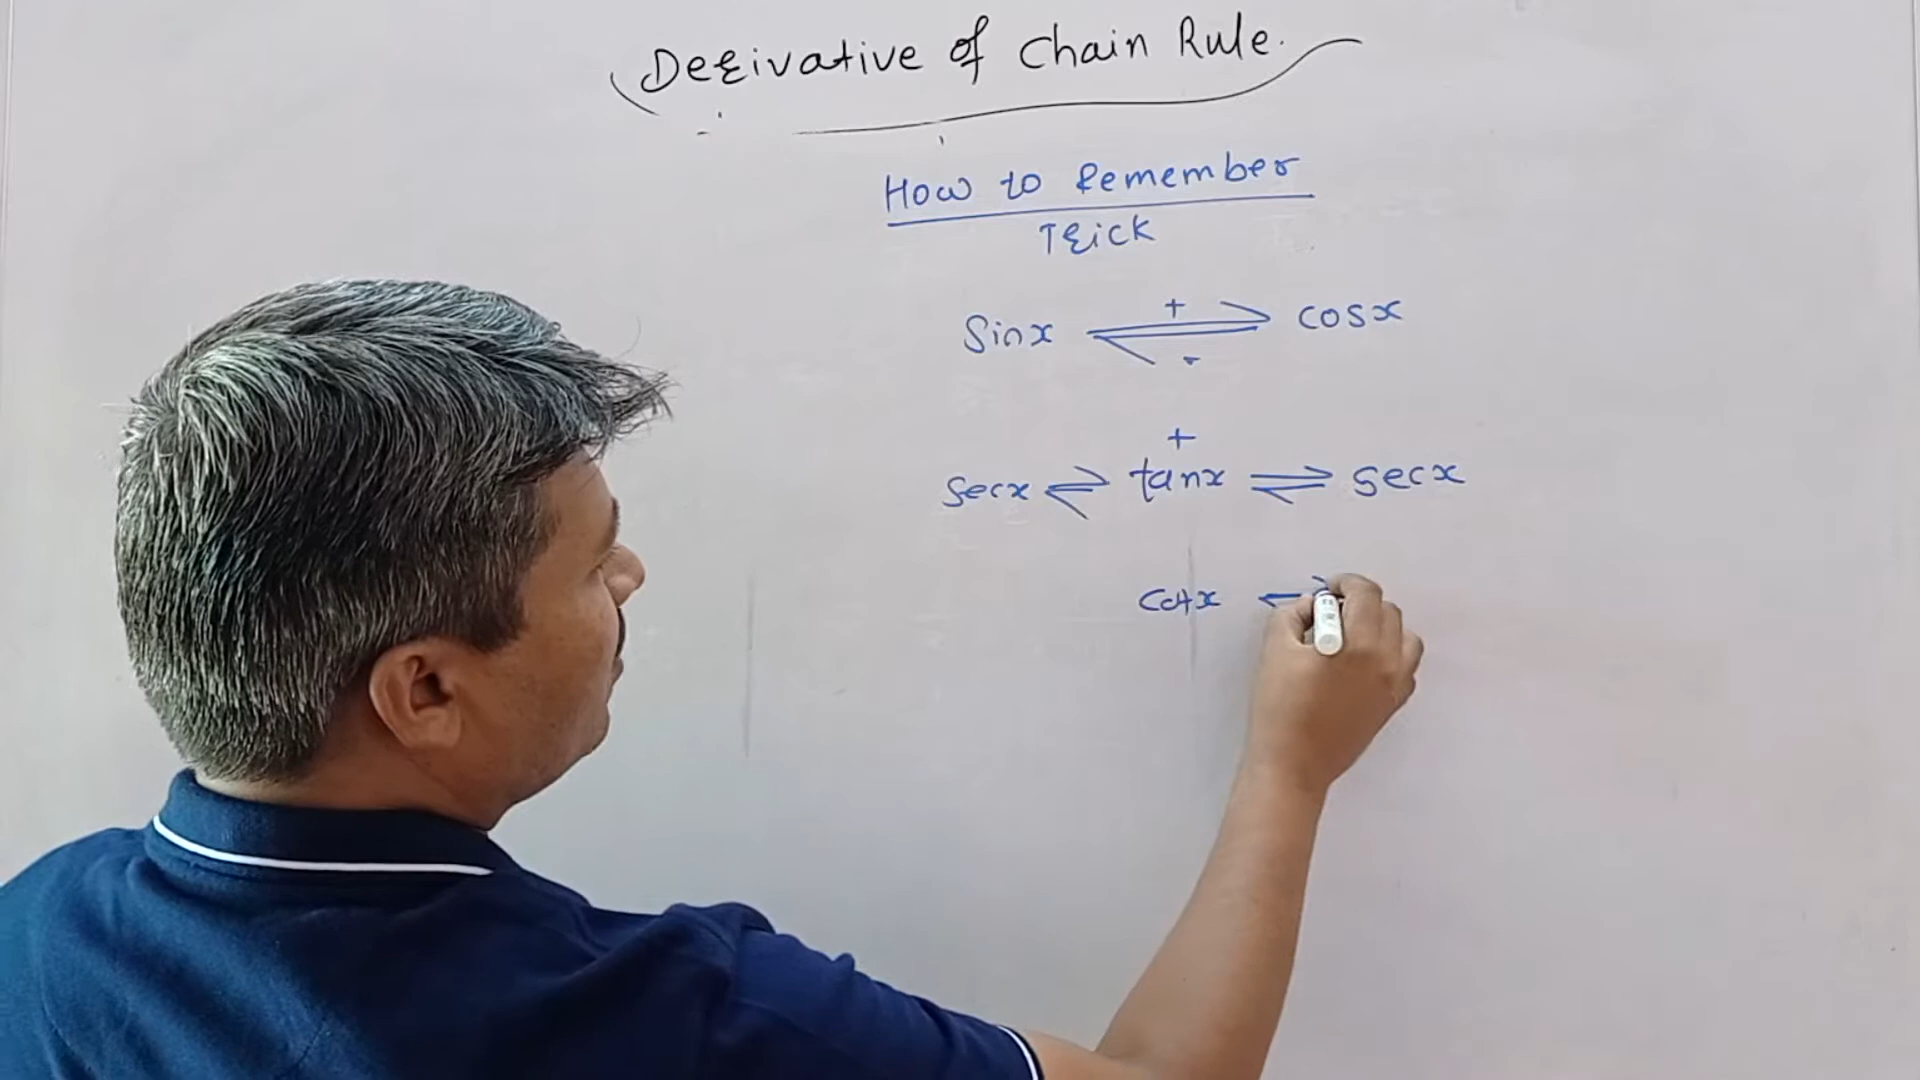 Derivative of Chain Rule.
How to Remember
Trick
Sinx ⇌ + - cosx
+
Secx ⇌ tanx ⇌ secx
Cotx ←